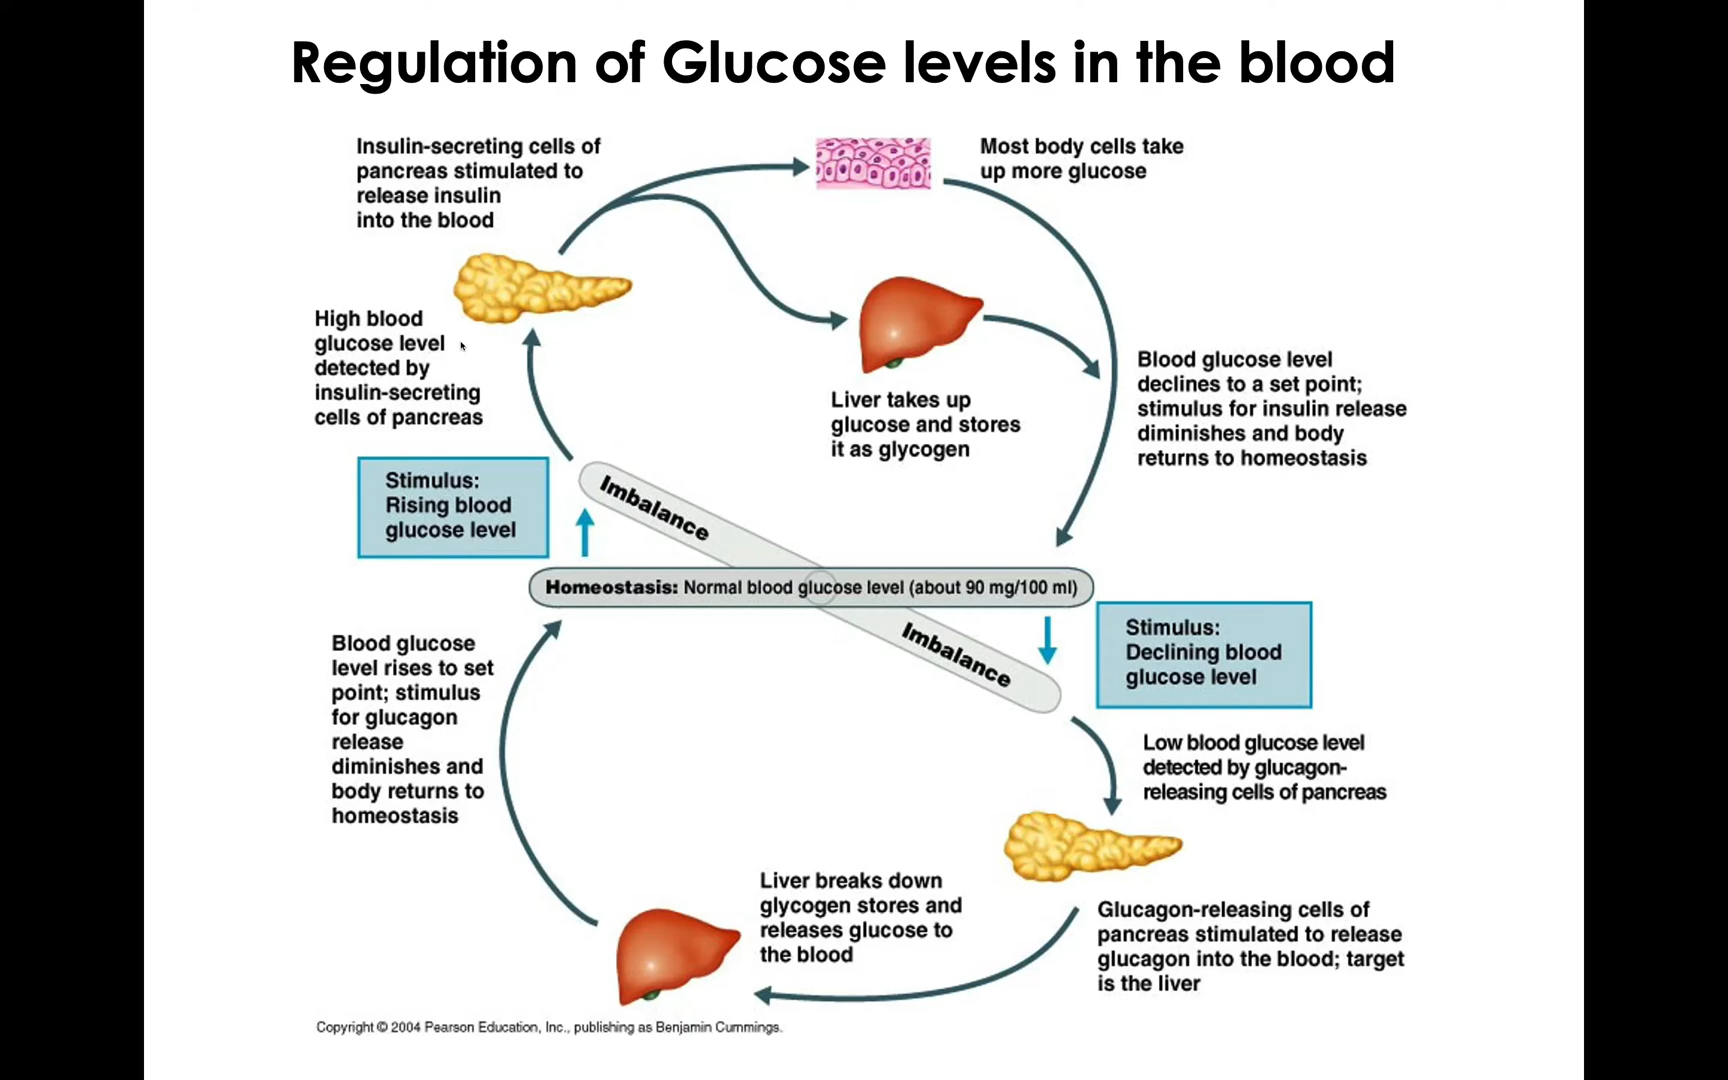 Regulation of Glucose levels in the blood
Insulin-secreting cells of
pancreas stimulated to
release insulin
into the blood
Most body cells take
up more glucose
High blood
glucose level
detected by
insulin-secreting
cells of pancreas
Liver takes up
glucose and stores
it as glycogen
Blood glucose level
declines to a set point;
stimulus for insulin release
diminishes and body
returns to homeostasis
Stimulus:
Rising blood
glucose level
Imbalance
Homeostasis: Normal blood glucose level (about 90 mg/100 ml)
Imbalance
Stimulus:
Declining blood
glucose level
Blood glucose
level rises to set
point; stimulus
for glucagon
release
diminishes and
body returns to
homeostasis
Low blood glucose level
detected by glucagon-
releasing cells of pancreas
Liver breaks down
glycogen stores and
releases glucose to
the blood
Glucagon-releasing cells of
pancreas stimulated to release
glucagon into the blood; target
is the liver
Copyright © 2004 Pearson Education, Inc., publishing as Benjamin Cummings.